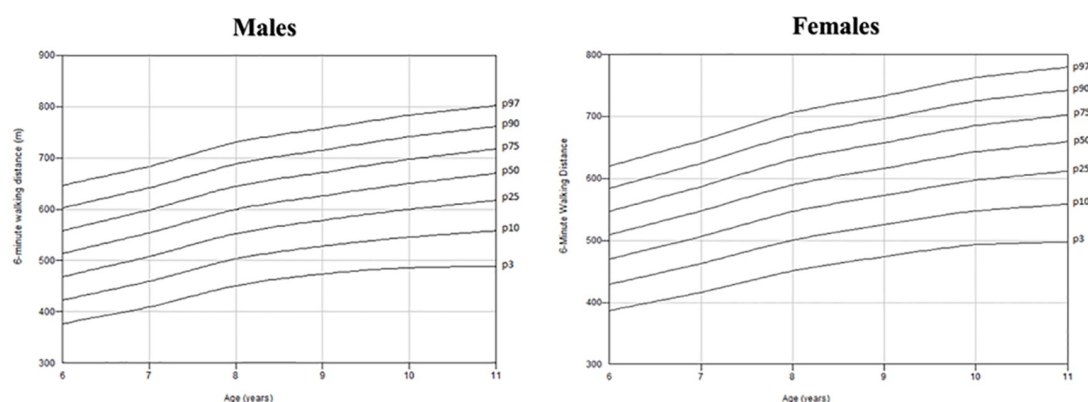 Males
900
800
700
600
500
400
300
6-minute walking distance (m)
p97
p90
p75
p50
p25
p10
p3
6
7
8
9
10
11
Age (years)
Females
800
700
600
500
400
300
6-Minute Walking Distance
p97
p90
p75
p50
p25
p10
p3
6
7
8
9
10
11
Age (years)